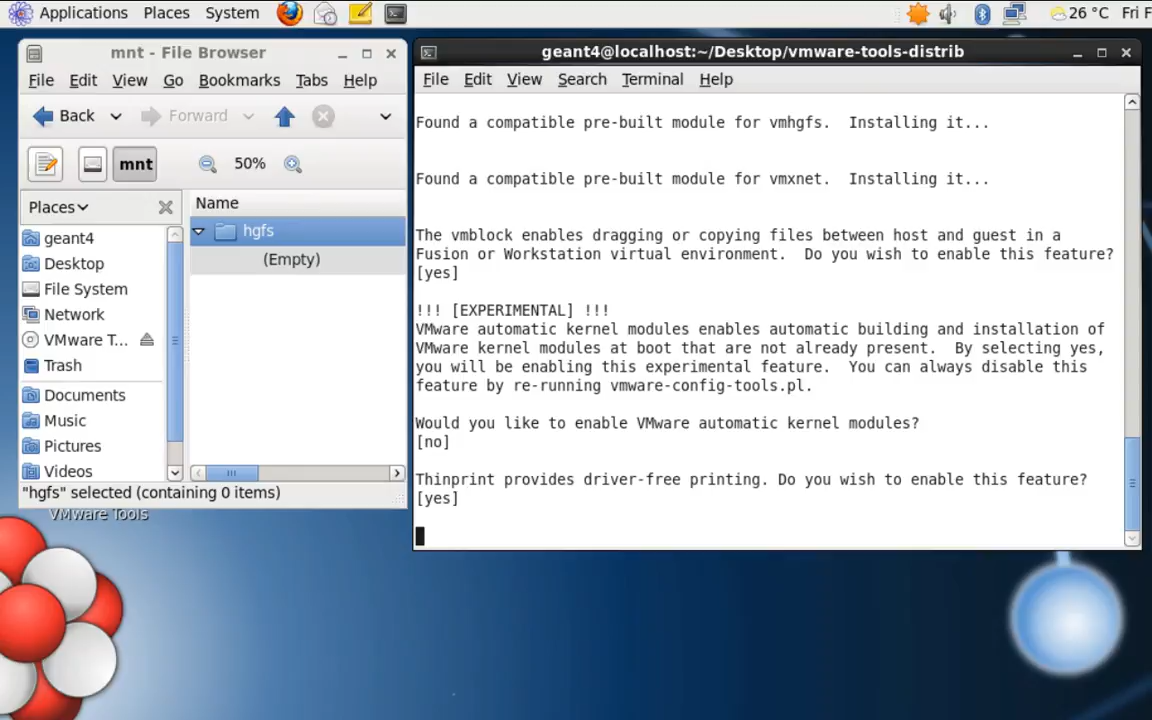 Applications Places System 26 °C Fri F
mnt - File Browser
File Edit View Go Bookmarks Tabs Help
Back Forward
mnt 50%
Places
geant4
Desktop
File System
Network
VMware T...
Trash
Documents
Music
Pictures
Videos
Name
hgfs
(Empty)
"hgfs" selected (containing 0 items)
VMware Tools
geant4@localhost:~/Desktop/vmware-tools-distrib
File Edit View Search Terminal Help
Found a compatible pre-built module for vmhgfs.  Installing it...
Found a compatible pre-built module for vmxnet.  Installing it...
The vmblock enables dragging or copying files between host and guest in a
Fusion or Workstation virtual environment.  Do you wish to enable this feature?
[yes]
!!! [EXPERIMENTAL] !!!
VMware automatic kernel modules enables automatic building and installation of
VMware kernel modules at boot that are not already present.  By selecting yes,
you will be enabling this experimental feature.  You can always disable this
feature by re-running vmware-config-tools.pl.
Would you like to enable VMware automatic kernel modules?
[no]
Thinprint provides driver-free printing. Do you wish to enable this feature?
[yes]